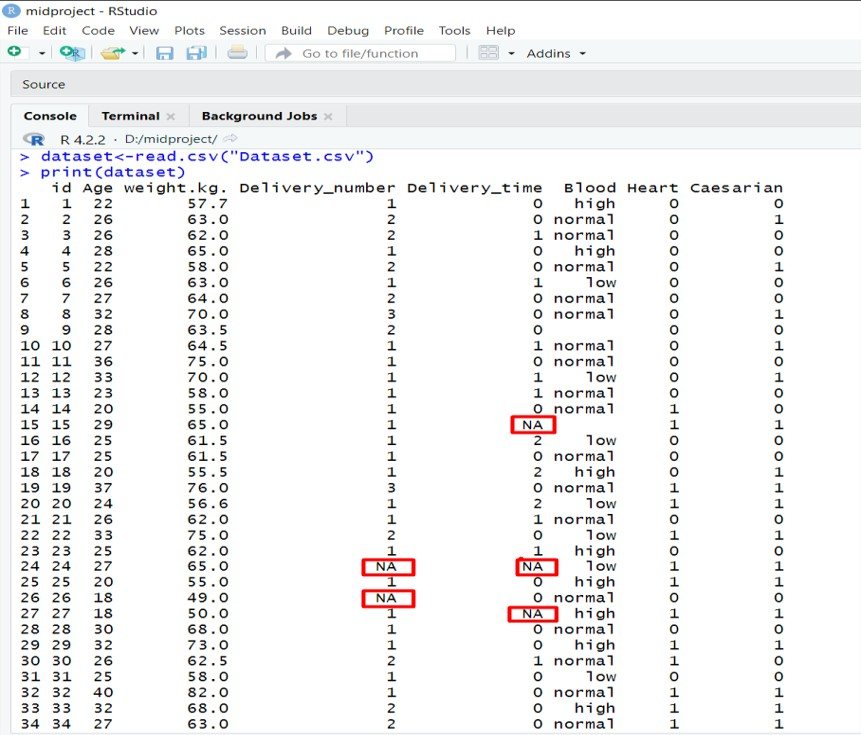 midproject - RStudio
File Edit Code View Plots Session Build Debug Profile Tools Help
Go to file/function Addins
Source
Console Terminal Background Jobs
R 4.2.2 · D:/midproject/
> dataset<-read.csv("Dataset.csv")
> print(dataset)
id Age weight.kg. Delivery_number Delivery_time Blood Heart Caesarian
1 1 22 57.7 1 0 high 0 0
2 2 26 63.0 2 0 normal 0 1
3 3 26 62.0 2 1 normal 0 0
4 4 28 65.0 1 0 high 0 0
5 5 22 58.0 2 0 normal 0 1
6 6 26 63.0 1 1 low 0 0
7 7 27 64.0 2 0 normal 0 0
8 8 32 70.0 3 0 normal 0 1
9 9 28 63.5 2 0 0 0
10 10 27 64.5 1 1 normal 0 1
11 11 36 75.0 1 0 normal 0 0
12 12 33 70.0 1 1 low 0 1
13 13 23 58.0 1 1 normal 0 0
14 14 20 55.0 1 0 normal 1 0
15 15 29 65.0 1 NA 1 1
16 16 25 61.5 1 2 low 0 0
17 17 25 61.5 1 0 normal 0 0
18 18 20 55.5 1 2 high 0 1
19 19 37 76.0 3 0 normal 1 1
20 20 24 56.6 1 2 low 1 1
21 21 26 62.0 1 1 normal 0 0
22 22 33 75.0 2 0 low 1 1
23 23 25 62.0 1 1 high 0 0
24 24 27 65.0 NA NA low 1 1
25 25 20 55.0 1 0 high 1 1
26 26 18 49.0 NA 0 normal 0 0
27 27 18 50.0 1 NA high 1 1
28 28 30 68.0 1 0 normal 0 0
29 29 32 73.0 1 0 high 1 1
30 30 26 62.5 2 1 normal 1 0
31 31 25 58.0 1 0 low 0 0
32 32 40 82.0 1 0 normal 1 1
33 33 32 68.0 2 0 high 1 1
34 34 27 63.0 2 0 normal 1 1